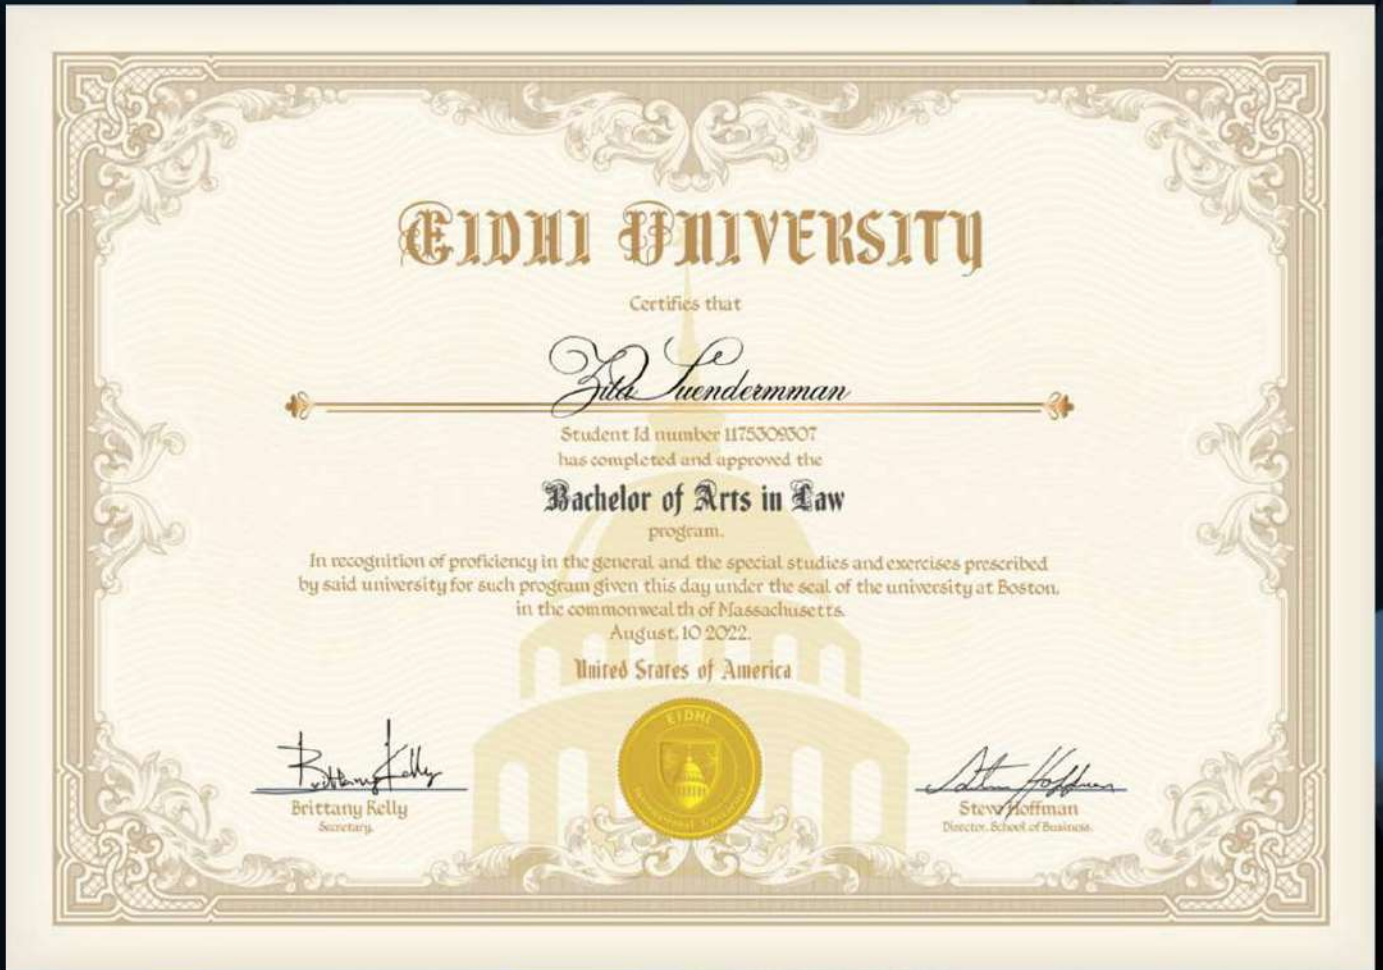 EIDHI UNIVERSITY
Certifies that
Zita Suendermman
Student Id number 1175309307
has completed and approved the
Bachelor of Arts in Law
program.
In recognition of proficiency in the general and the special studies and exercises prescribed
by said university for such program given this day under the seal of the university at Boston,
in the commonwealth of Massachusetts.
August, 10 2022.
United States of America
EIDHI
Brittany Kelly
Brittany Kelly
Secretary.
Steve Hoffman
Director. School of Business.